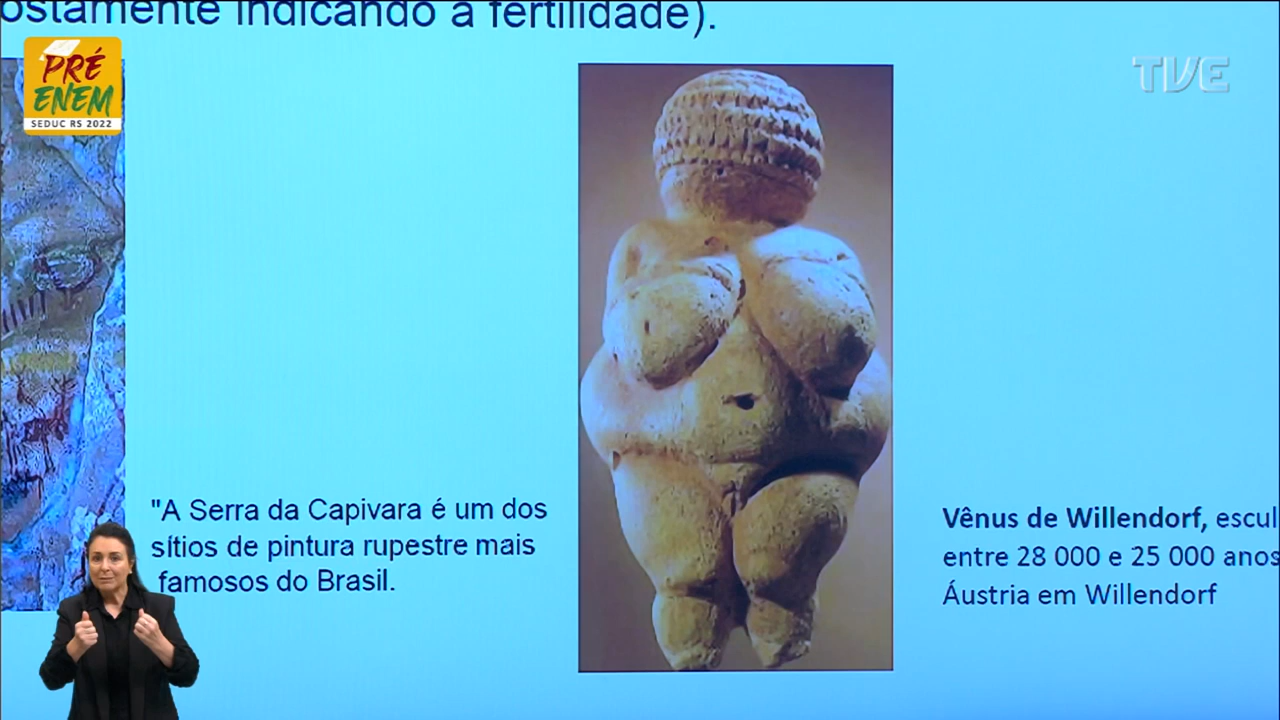 ostamente indicando a fertilidade).
PRÉ
ENEM
SEDUC RS 2022
TVE
"A Serra da Capivara é um dos
sítios de pintura rupestre mais
famosos do Brasil.
Vênus de Willendorf, escul
entre 28 000 e 25 000 anos
Áustria em Willendorf